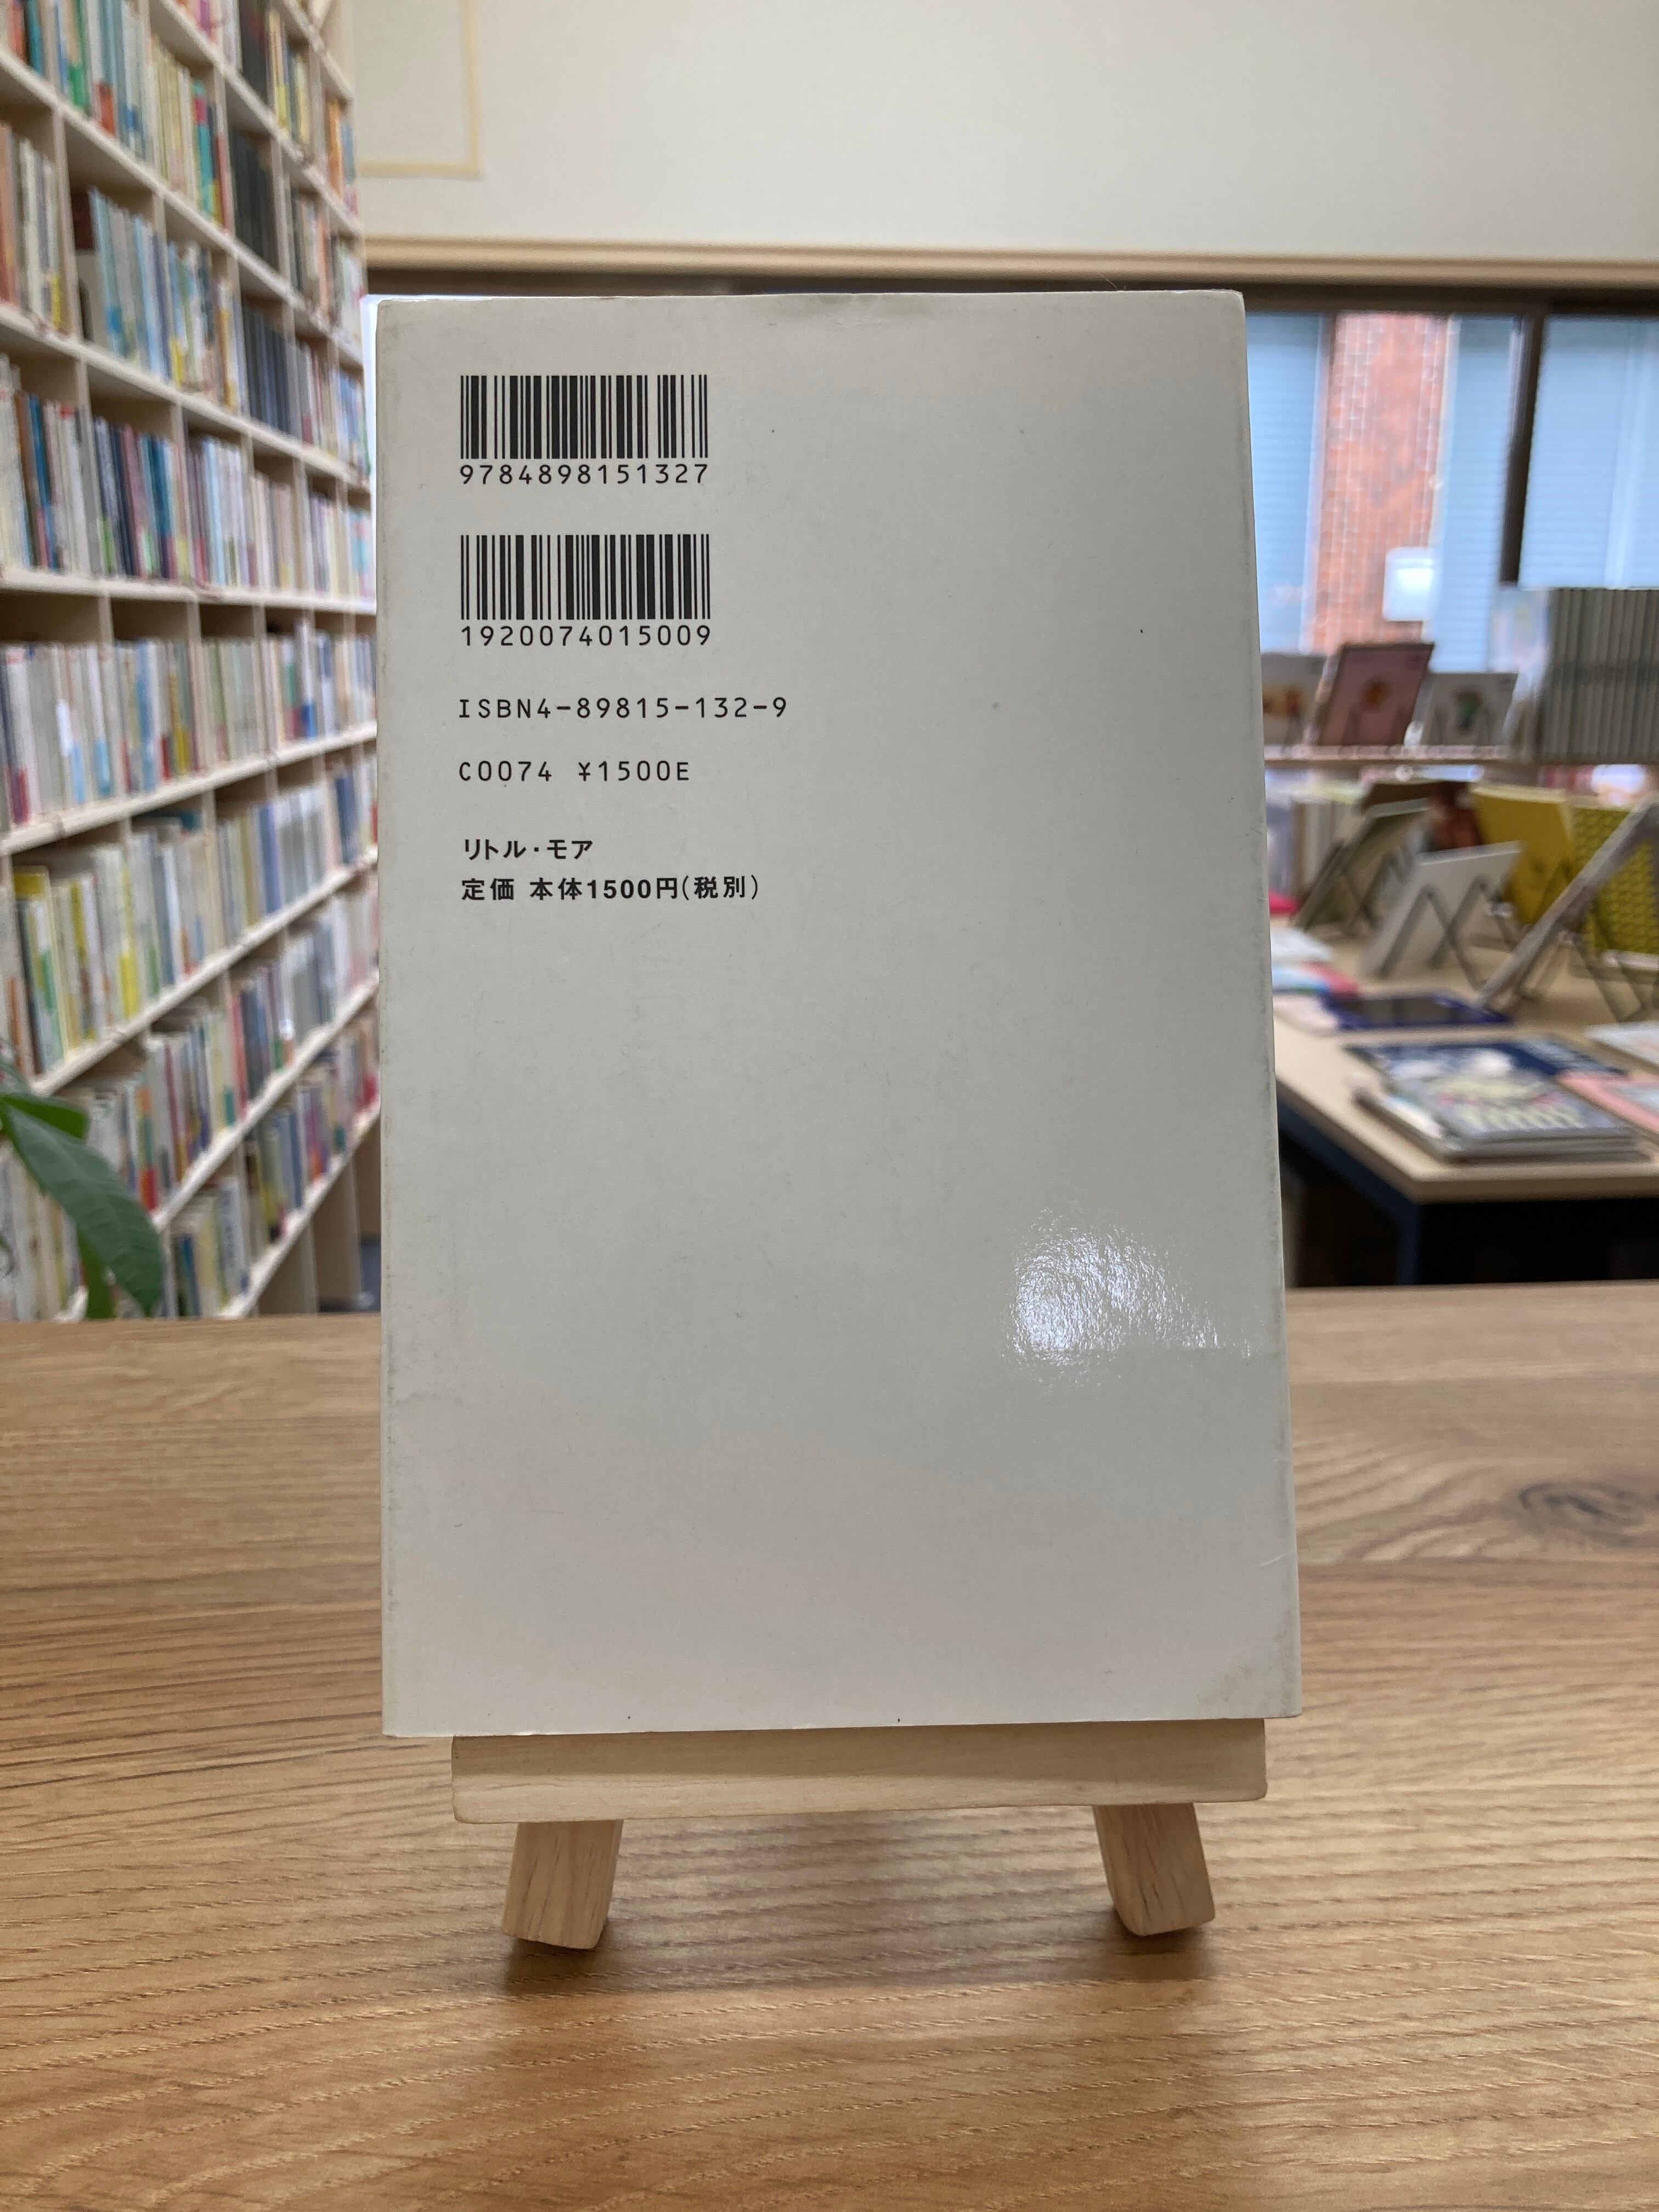 9784898151327
1920074015009
ISBN4-89815-132-9
C0074 ¥1500E
リトル・モア
定価 本体1500円(税別)